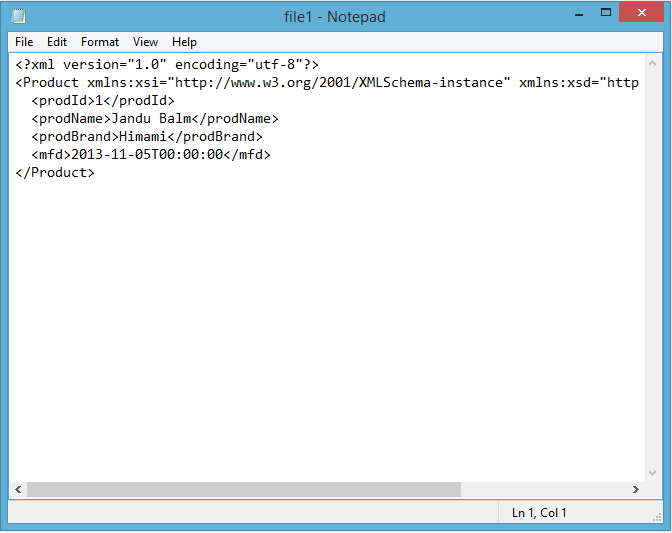 file1 - Notepad
File Edit Format View Help
<?xml version="1.0" encoding="utf-8"?>
<Product xmlns:xsi="http://www.w3.org/2001/XMLSchema-instance" xmlns:xsd="http
  <prodId>1</prodId>
  <prodName>Jandu Balm</prodName>
  <prodBrand>Himami</prodBrand>
  <mfd>2013-11-05T00:00:00</mfd>
</Product>
Ln 1, Col 1